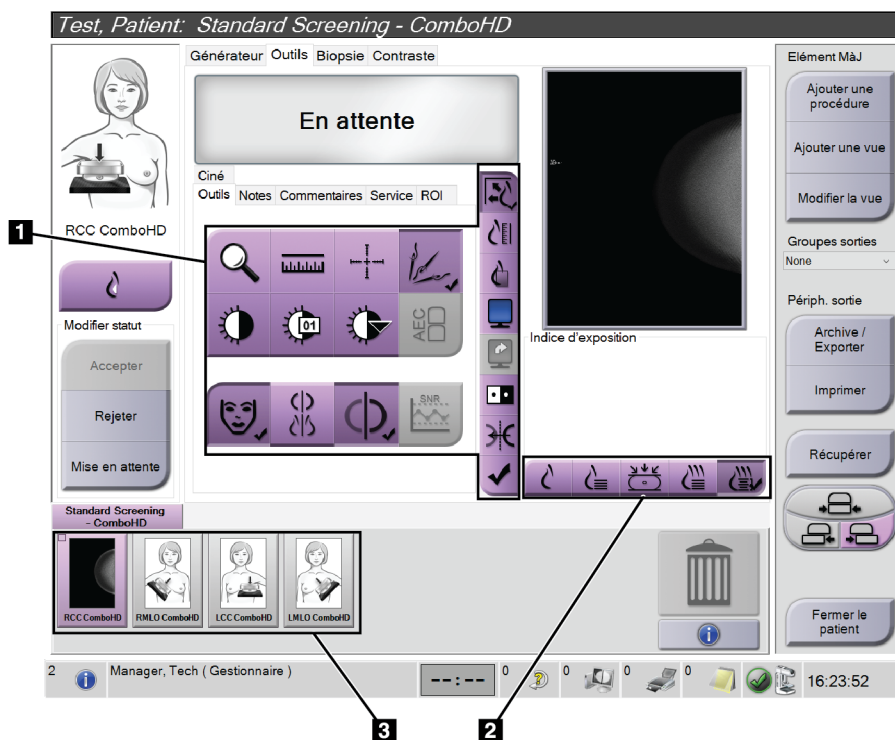 Test, Patient: Standard Screening - ComboHD
Générateur Outils Biopsie Contraste
En attente
Ciné
Outils Notes Commentaires Service ROI
RCC ComboHD
1
01
AEC
SNR
Modifier statut
Accepter
Rejeter
Mise en attente
Indice d'exposition
Elément MàJ
Ajouter une
procédure
Ajouter une vue
Modifier la vue
Groupes sorties
None
Périph. sortie
Archive /
Exporter
Imprimer
Récupérer
Fermer le
patient
Standard Screening
- ComboHD
RCC ComboHD
RMLO ComboHD
LCC ComboHD
LMLO ComboHD
2
Manager, Tech ( Gestionnaire )
--:--
0
0
0
0
16:23:52
3
2